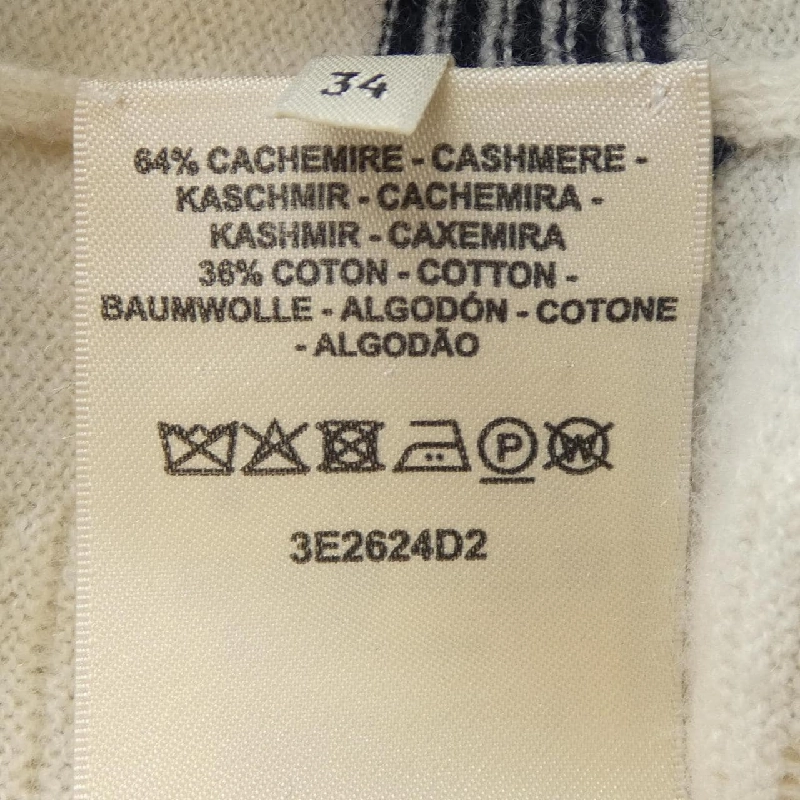 34
64% CACHEMIRE - CASHMERE -
KASCHMIR - CACHEMIRA -
KASHMIR - CAXEMIRA
36% COTON - COTTON -
BAUMWOLLE - ALGODÓN - COTONE
- ALGODÃO
P W
3E2624D2